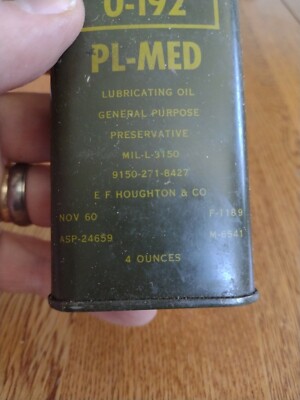 O-192
PL-MED
LUBRICATING OIL
GENERAL PURPOSE
PRESERVATIVE
MIL-L-3150
9150-271-8427
E F HOUGHTON & CO
NOV 60 F-1189
ASP-24659 M-6541
4 OUNCES